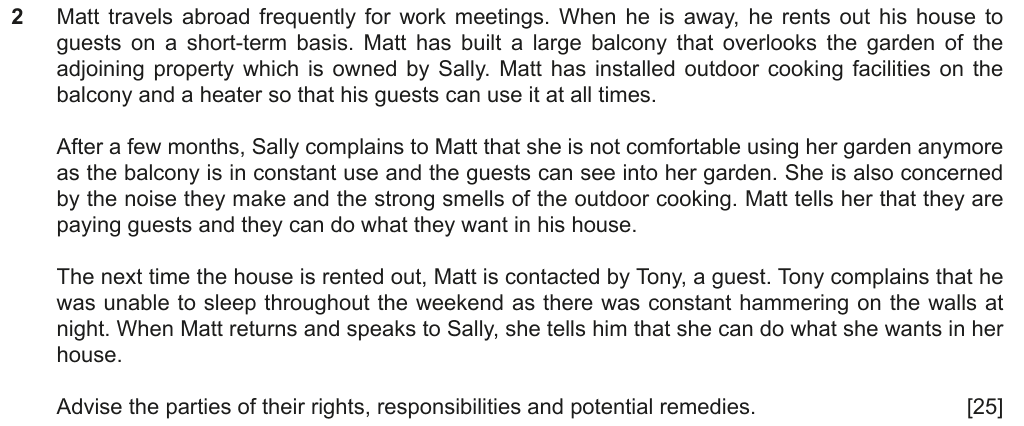 2 Matt travels abroad frequently for work meetings. When he is away, he rents out his house to
guests on a short-term basis. Matt has built a large balcony that overlooks the garden of the
adjoining property which is owned by Sally. Matt has installed outdoor cooking facilities on the
balcony and a heater so that his guests can use it at all times.
After a few months, Sally complains to Matt that she is not comfortable using her garden anymore
as the balcony is in constant use and the guests can see into her garden. She is also concerned
by the noise they make and the strong smells of the outdoor cooking. Matt tells her that they are
paying guests and they can do what they want in his house.
The next time the house is rented out, Matt is contacted by Tony, a guest. Tony complains that he
was unable to sleep throughout the weekend as there was constant hammering on the walls at
night. When Matt returns and speaks to Sally, she tells him that she can do what she wants in her
house.
Advise the parties of their rights, responsibilities and potential remedies. [25]